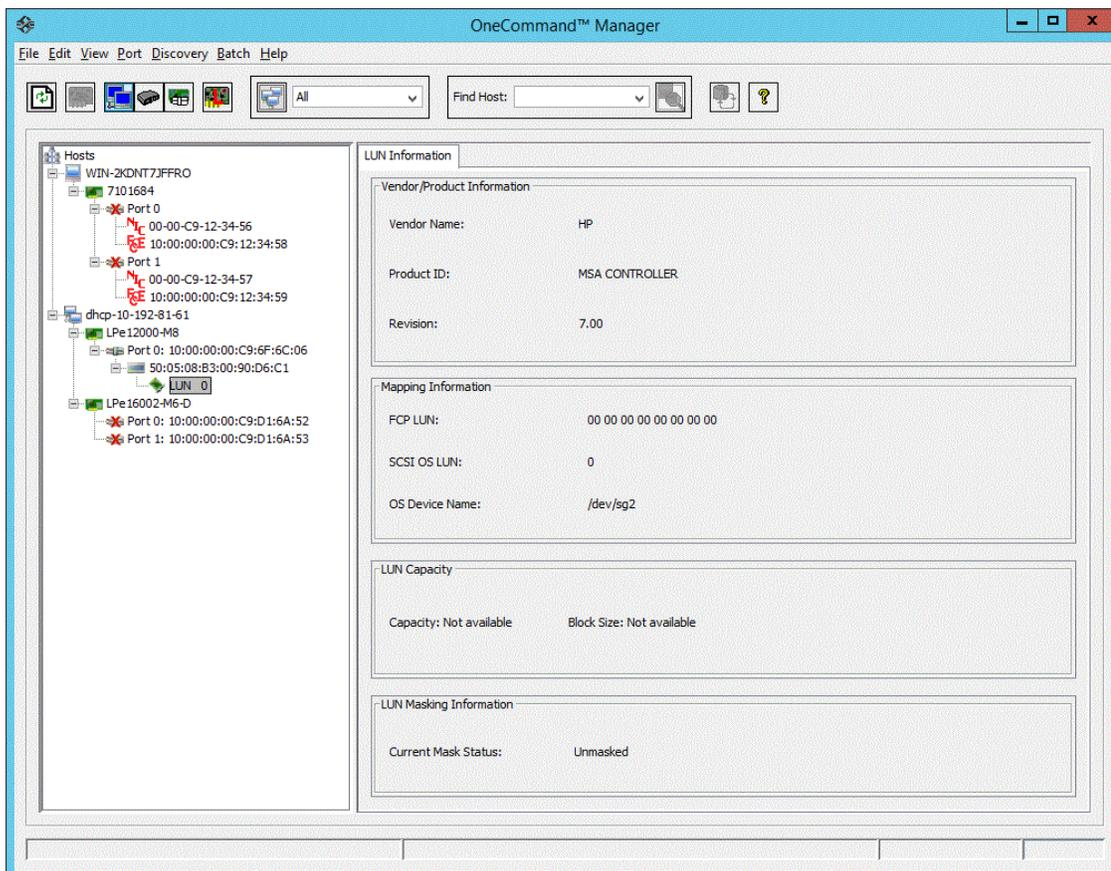 OneCommand™ Manager
File Edit View Port Discovery Batch Help
All
Find Host:
Hosts
WIN-2KDNT7JFFRO
7101684
Port 0
NIC 00-00-C9-12-34-56
FCoE 10:00:00:00:C9:12:34:58
Port 1
NIC 00-00-C9-12-34-57
FCoE 10:00:00:00:C9:12:34:59
dhcp-10-192-81-61
LPe12000-M8
Port 0: 10:00:00:00:C9:6F:6C:06
50:05:08:B3:00:90:D6:C1
LUN 0
LPe16002-M6-D
Port 0: 10:00:00:00:C9:D1:6A:52
Port 1: 10:00:00:00:C9:D1:6A:53
LUN Information
Vendor/Product Information
Vendor Name: HP
Product ID: MSA CONTROLLER
Revision: 7.00
Mapping Information
FCP LUN: 00 00 00 00 00 00 00 00
SCSI OS LUN: 0
OS Device Name: /dev/sg2
LUN Capacity
Capacity: Not available Block Size: Not available
LUN Masking Information
Current Mask Status: Unmasked